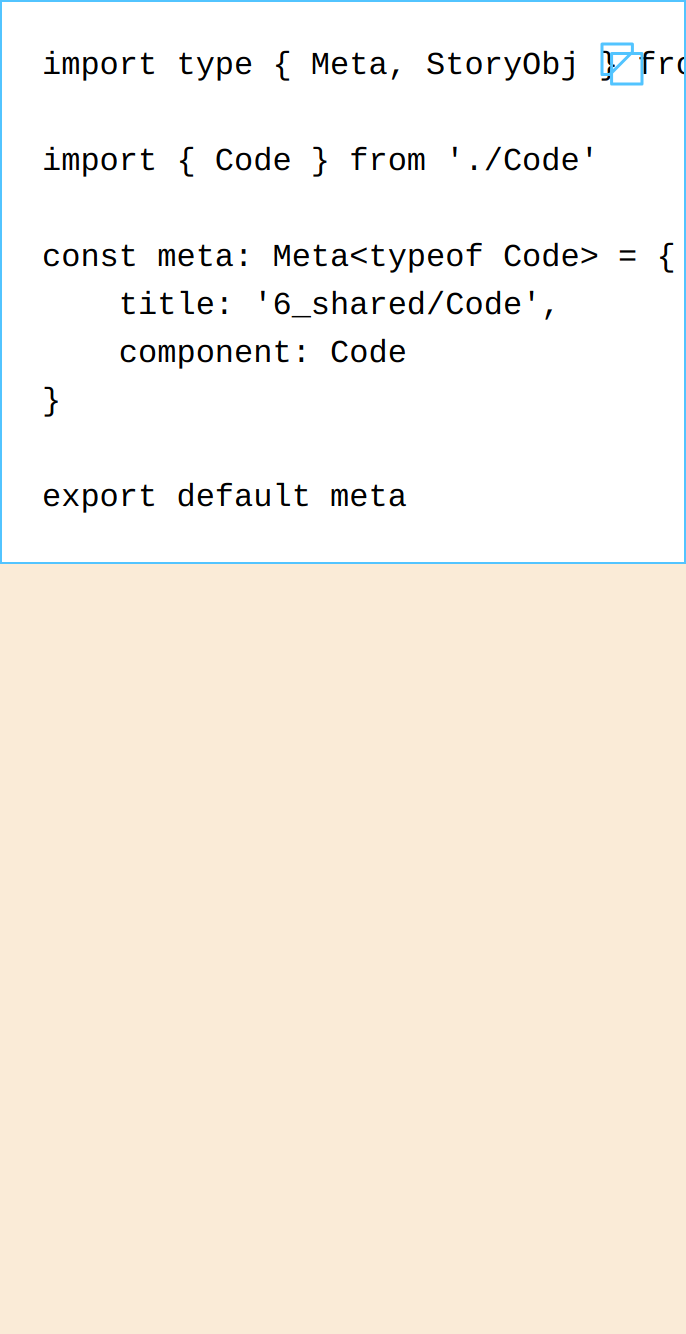 import type { Meta, StoryObj } fro
import { Code } from './Code'
const meta: Meta<typeof Code> = {
    title: '6_shared/Code',
    component: Code
}
export default meta